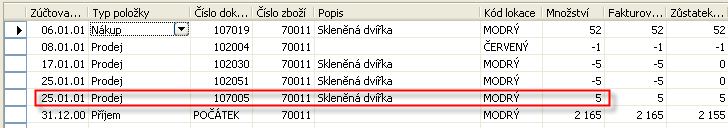 Zúčtova... Typ položky Číslo dok... Číslo zboží Popis Kód lokace Množství Fakturov... Zůstatek...
06.01.01 Nákup 107019 70011 Skleněná dvířka MODRÝ 52 52 52
08.01.01 Prodej 102004 70011 ČERVENÝ -1 -1 -1
17.01.01 Prodej 102030 70011 Skleněná dvířka MODRÝ -5 -5 0
25.01.01 Prodej 102051 70011 Skleněná dvířka MODRÝ -5 -5 0
25.01.01 Prodej 107005 70011 Skleněná dvířka MODRÝ 5 5 5
31.12.00 Příjem POČÁTEK 70011 Skleněná dvířka MODRÝ 2 165 2 165 2 155